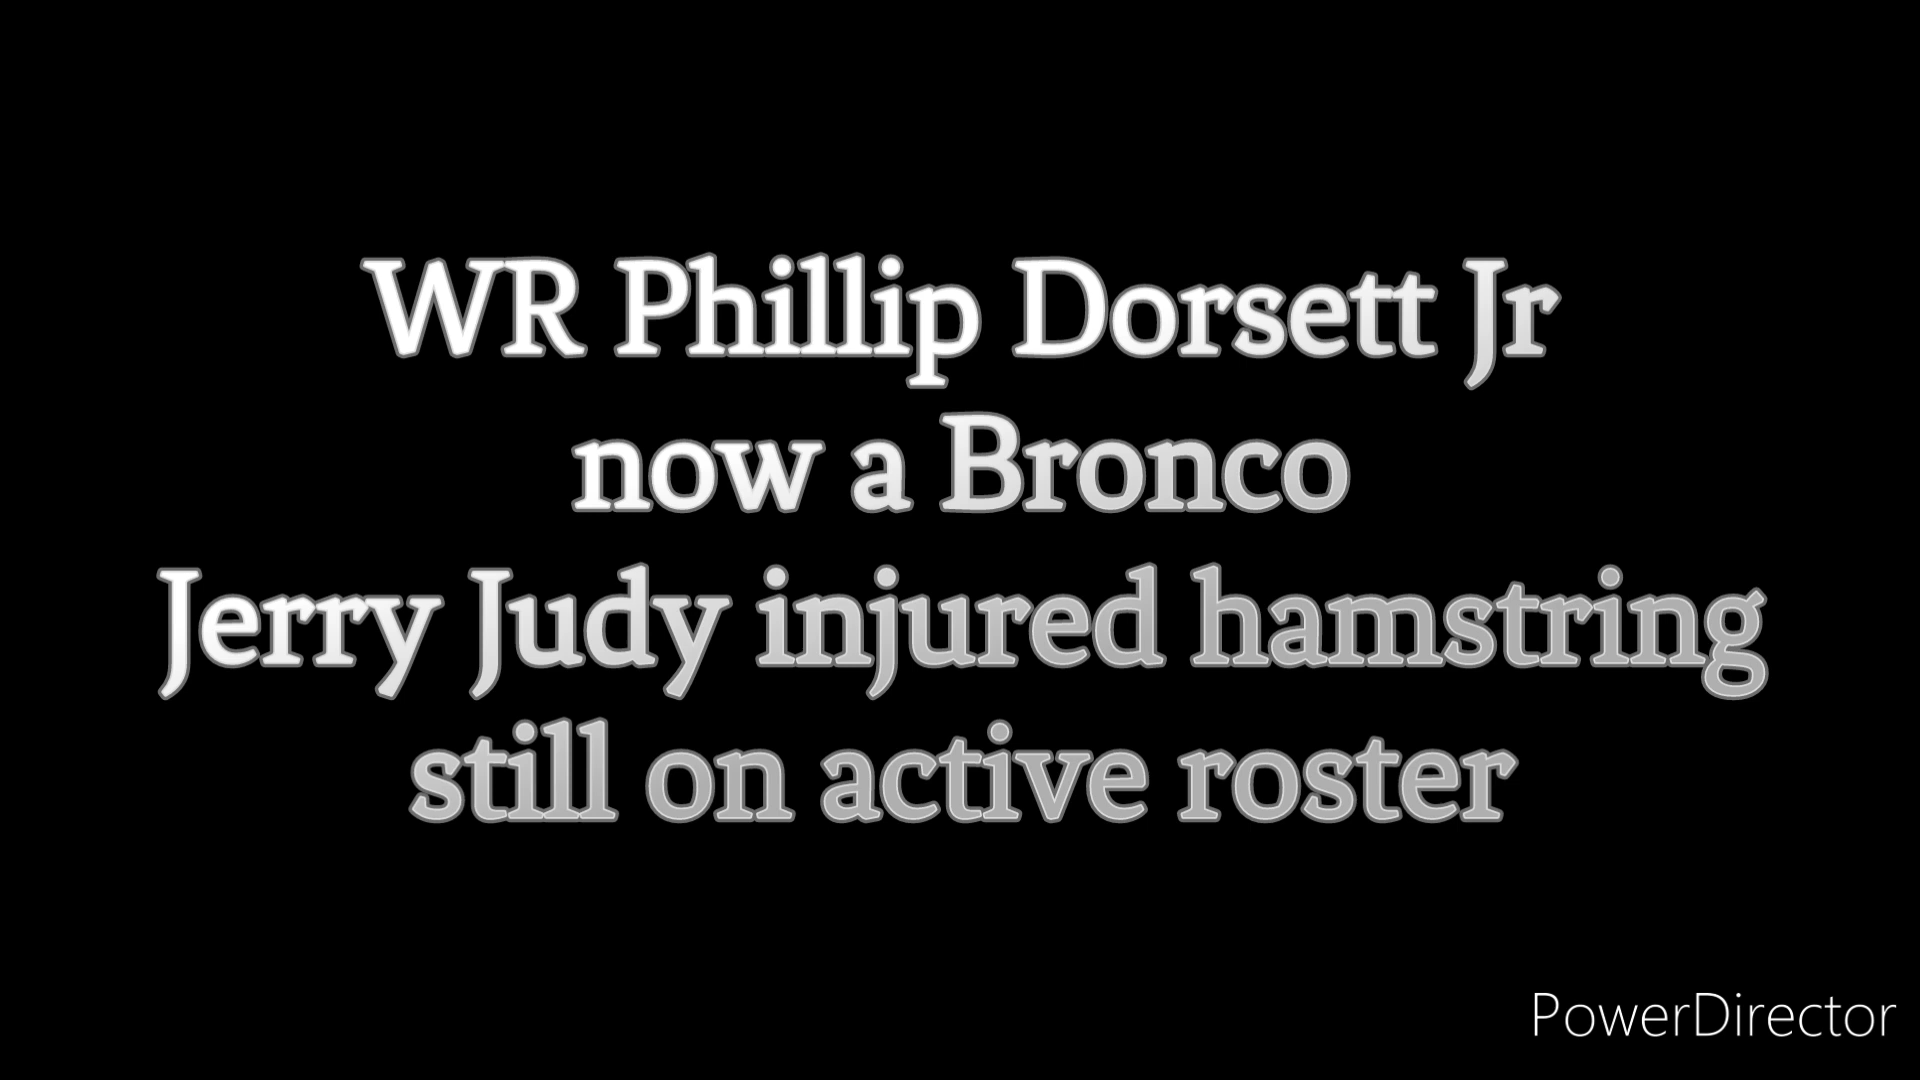 WR Phillip Dorsett Jr
now a Bronco
Jerry Judy injured hamstring
still on active roster
PowerDirector